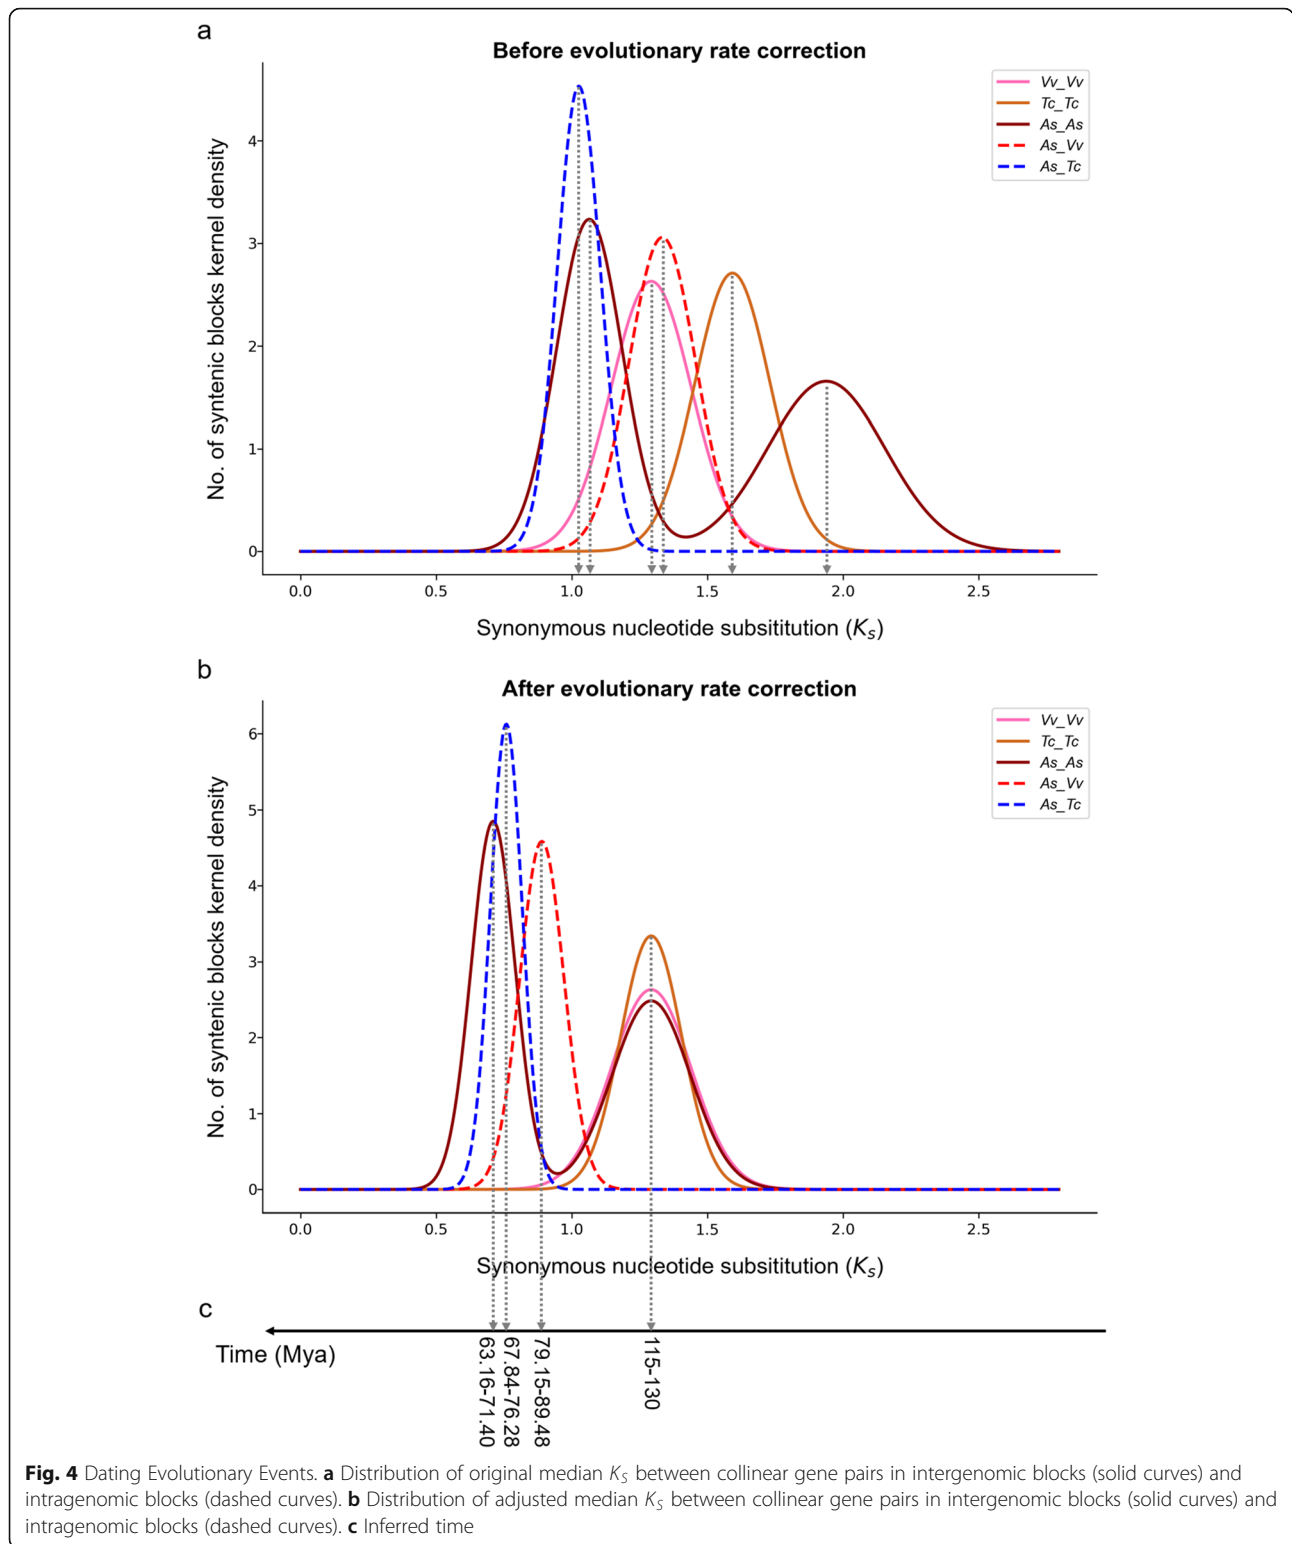 a
Before evolutionary rate correction
Vv_Vv
Tc_Tc
As_As
As_Vv
As_Tc
No. of syntenic blocks kernel density
4
3
2
1
0
0.0 0.5 1.0 1.5 2.0 2.5
Synonymous nucleotide subsititution (Ks)
b
After evolutionary rate correction
Vv_Vv
Tc_Tc
As_As
As_Vv
As_Tc
No. of syntenic blocks kernel density
6
5
4
3
2
1
0
0.0 0.5 1.0 1.5 2.0 2.5
Synonymous nucleotide subsititution (Ks)
c
Time (Mya)
63.16-71.40
67.84-76.28
79.15-89.48
115-130
Fig. 4 Dating Evolutionary Events. a Distribution of original median KS between collinear gene pairs in intergenomic blocks (solid curves) and
intragenomic blocks (dashed curves). b Distribution of adjusted median KS between collinear gene pairs in intergenomic blocks (solid curves) and
intragenomic blocks (dashed curves). c Inferred time